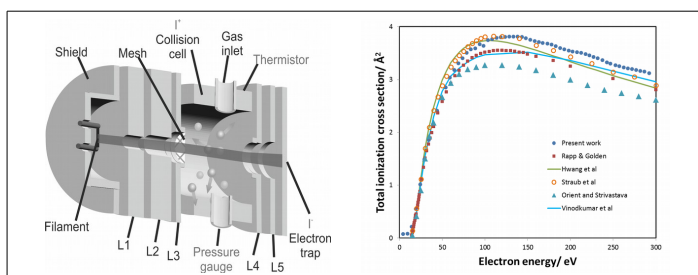 I⁺
Collision cell
Gas inlet
Mesh
Shield
Thermistor
Filament
L1
L2
L3
Pressure gauge
L4
L5
I⁻
Electron trap
Total ionization cross section/ Å²
4
3
2
1
0
Present work
Rapp & Golden
Hwang et al
Straub et al
Orient and Strivastava
Vinodkumar et al
0
50
100
150
200
250
300
Electron energy/ eV